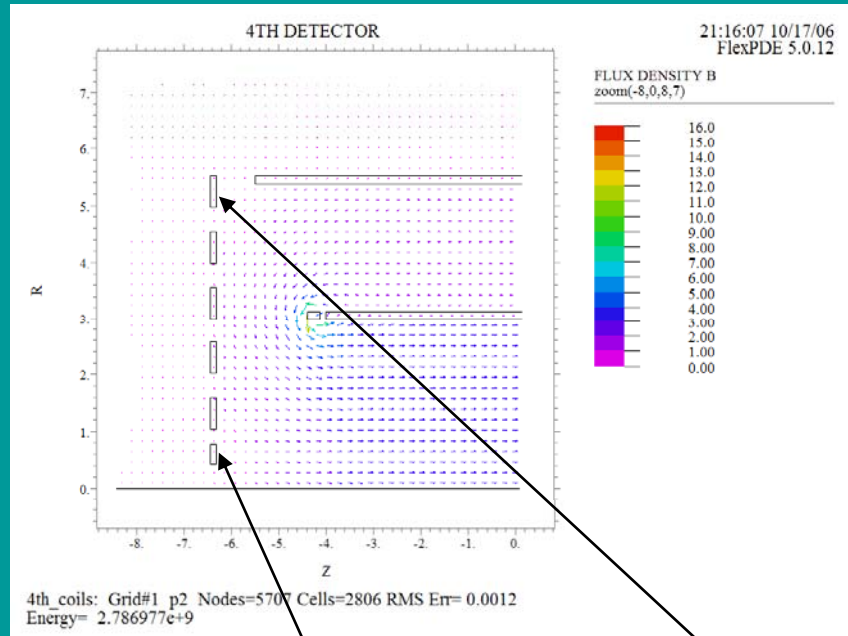 4TH DETECTOR
21:16:07 10/17/06
FlexPDE 5.0.12
FLUX DENSITY B
zoom(-8,0,8,7)
16.0
15.0
14.0
13.0
12.0
11.0
10.0
9.00
8.00
7.00
6.00
5.00
4.00
3.00
2.00
1.00
0.00
7.
6.
5.
4.
3.
2.
1.
0.
R
-8. -7. -6. -5. -4. -3. -2. -1. 0.
Z
4th_coils: Grid#1 p2 Nodes=5707 Cells=2806 RMS Err= 0.0012
Energy= 2.786977e+9